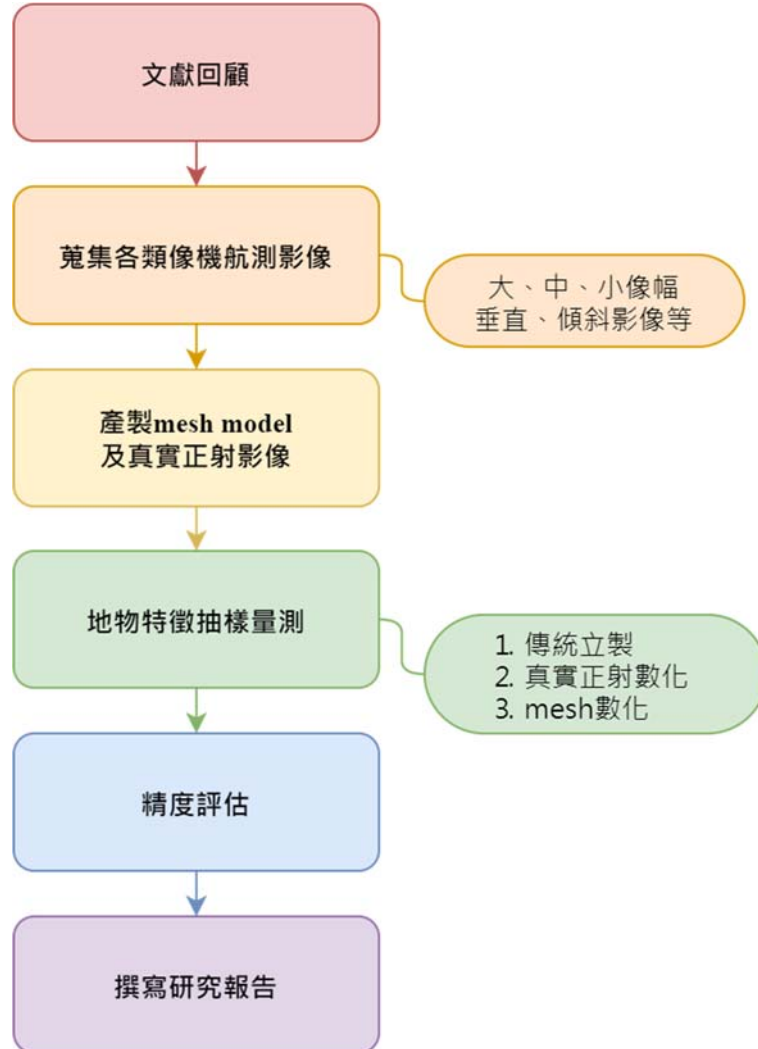 文獻回顧
蒐集各類像機航測影像
大、中、小像幅
垂直、傾斜影像等
產製mesh model
及真實正射影像
地物特徵抽樣量測
1. 傳統立製
2. 真實正射數化
3. mesh數化
精度評估
撰寫研究報告